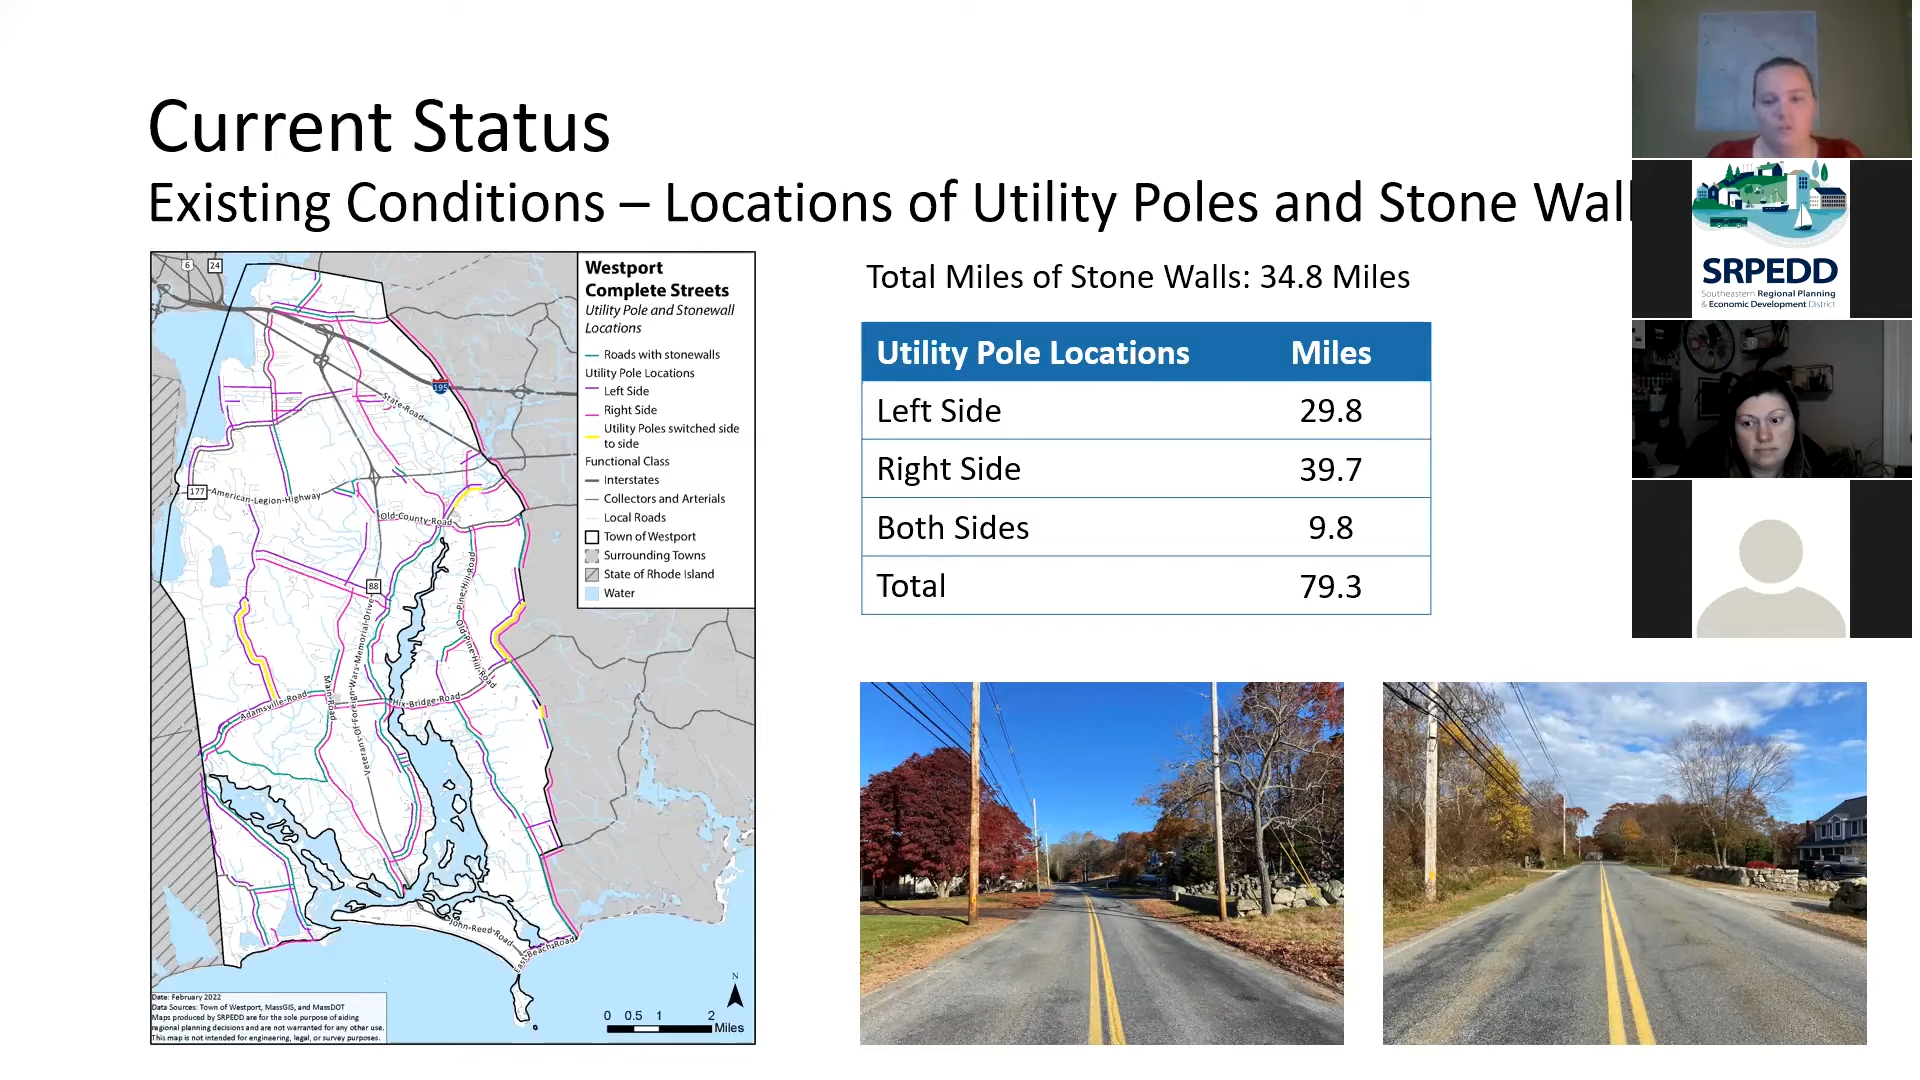 Current Status
Existing Conditions – Locations of Utility Poles and Stone Wall
Westport
Complete Streets
Utility Pole and Stonewall
Locations
Roads with stonewalls
Utility Pole Locations
Left Side
Right Side
Utility Poles switched side
to side
Functional Class
Interstates
Collectors and Arterials
Local Roads
Town of Westport
Surrounding Towns
State of Rhode Island
Water
6
24
195
State-Road
177
American-Legion-Highway
Old-County-Road
88
Pine-Hill-Road
Old-Pine-Hill-Road
Main-Road
Veterans-Of-Foreign-Wars-Memorial-Drive
Adamsville-Road
Hix-Bridge-Road
John-Reed-Road
East-Beach-Road
N
0 0.5 1 2
Miles
Date: February 2022
Data Sources: Town of Westport, MassGIS, and MassDOT
Maps produced by SRPEDD are for the sole purpose of aiding
regional planning decisions and are not warranted for any other use.
This map is not intended for engineering, legal, or survey purposes.
Total Miles of Stone Walls: 34.8 Miles
Utility Pole Locations Miles
Left Side 29.8
Right Side 39.7
Both Sides 9.8
Total 79.3
SRPEDD
Southeastern Regional Planning
& Economic Development District